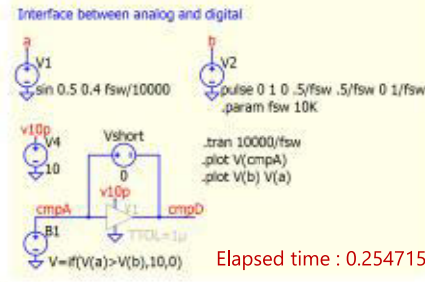 Interface between analog and digital
a
b
V1
V2
sin 0.5 0.4 fsw/10000
pulse 0 1 0 .5/fsw .5/fsw 0 1/fsw
.param fsw 10K
v10p
V4
10
Vshort
0
.tran 10000/fsw
.plot V(cmpA)
.plot V(b) V(a)
v10p
cmpA
cmpD
B1
TTOL=1µ
V=if(V(a)>V(b),10,0)
Elapsed time : 0.254715